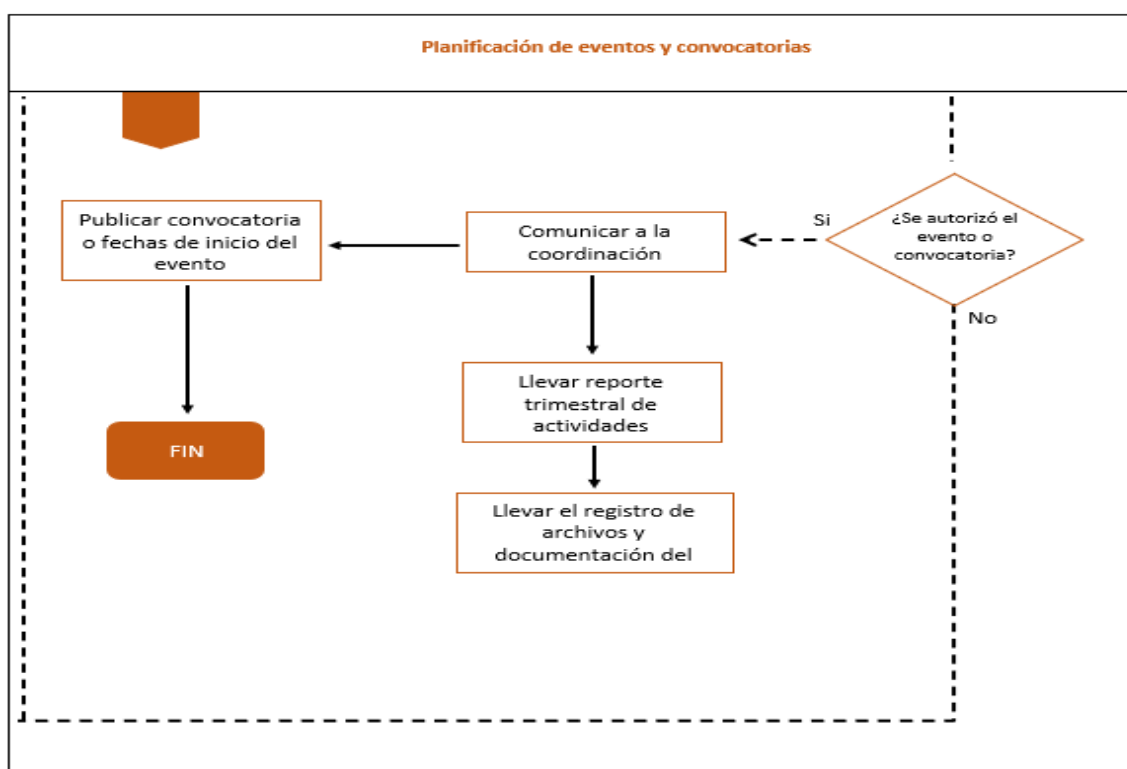 Planificación de eventos y convocatorias
Publicar convocatoria
o fechas de inicio del
evento
Comunicar a la
coordinación
Si
¿Se autorizó el
evento o
convocatoria?
No
Llevar reporte
trimestral de
actividades
FIN
Llevar el registro de
archivos y
documentación del